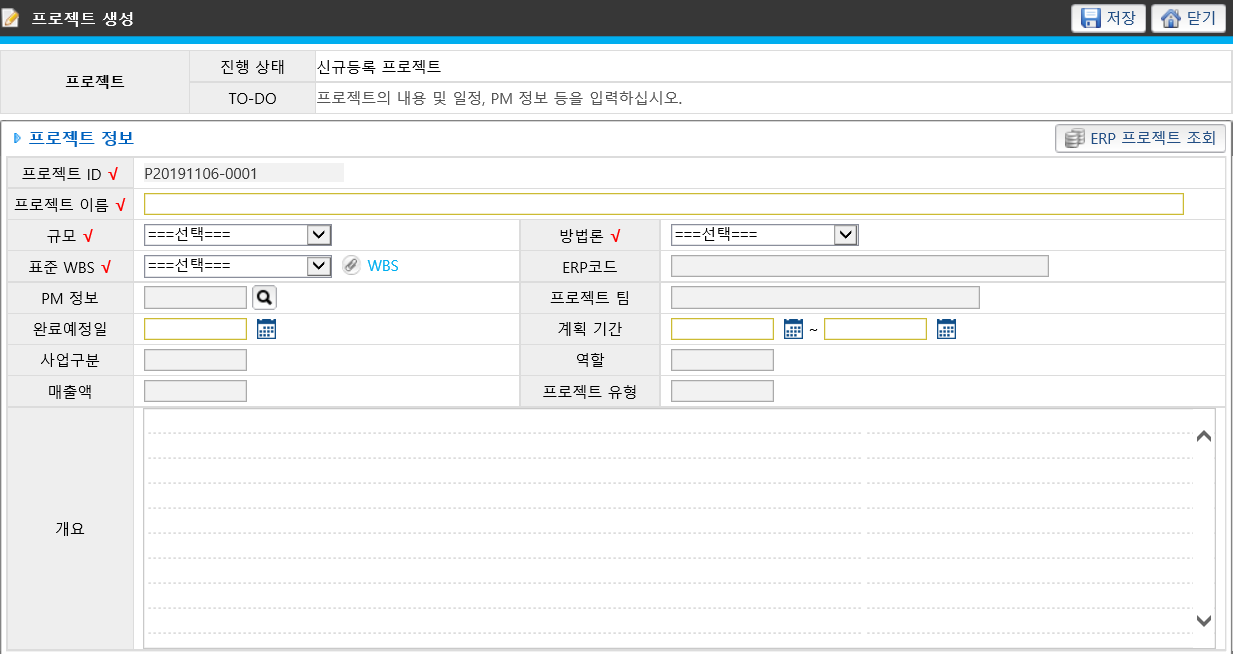 프로젝트 생성
저장
닫기
프로젝트
진행 상태
신규등록 프로젝트
TO-DO
프로젝트의 내용 및 일정, PM 정보 등을 입력하십시오.
프로젝트 정보
ERP 프로젝트 조회
프로젝트 ID √
P20191106-0001
프로젝트 이름 √
규모 √
===선택===
방법론 √
===선택===
표준 WBS √
===선택===
WBS
ERP코드
PM 정보
프로젝트 팀
완료예정일
계획 기간
~
사업구분
역할
매출액
프로젝트 유형
개요